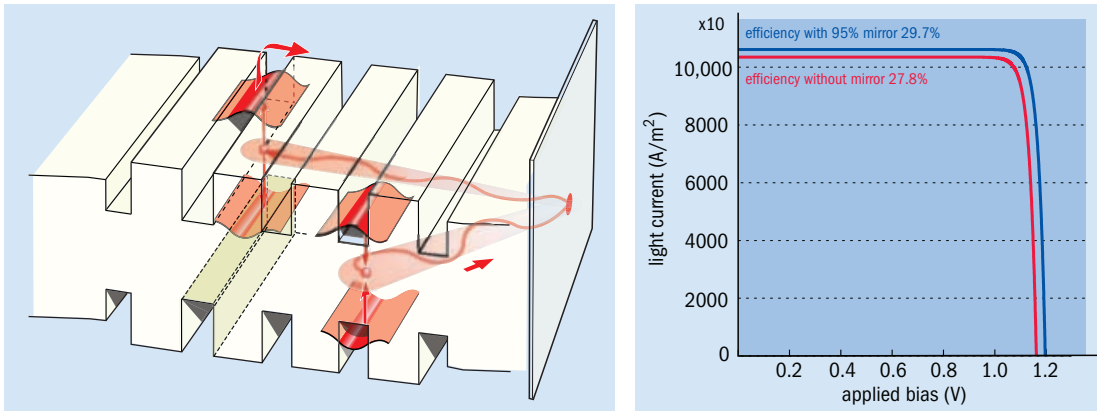 x10
efficiency with 95% mirror 29.7%
10,000
efficiency without mirror 27.8%
8000
6000
4000
2000
0
light current (A/m²)
0.2 0.4 0.6 0.8 1.0 1.2
applied bias (V)